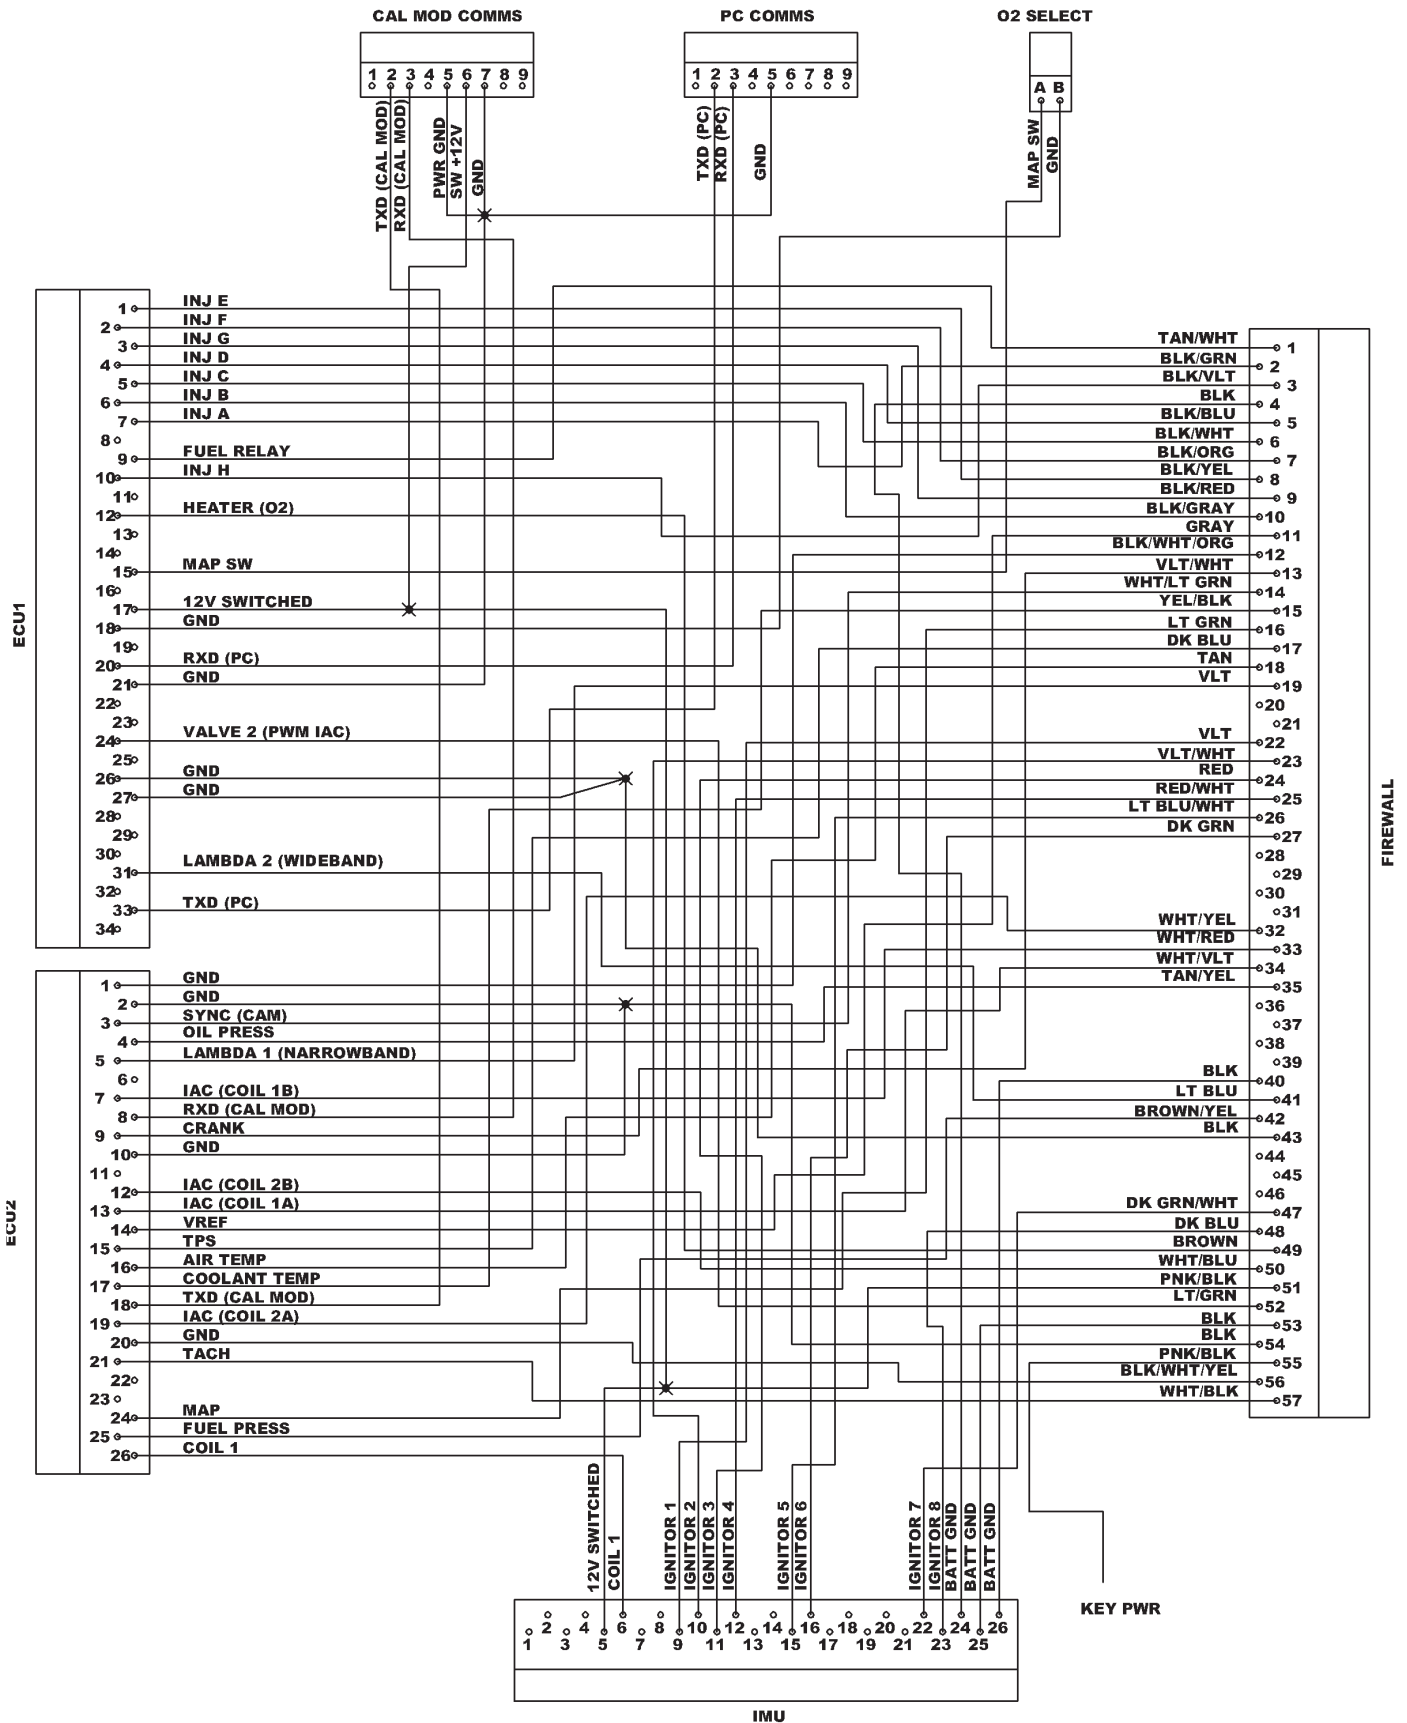 CAL MOD COMMS
PC COMMS
O2 SELECT
1 2 3 4 5 6 7 8 9
1 2 3 4 5 6 7 8 9
A B
TXD (CAL MOD)
RXD (CAL MOD)
PWR GND
SW +12V
GND
TXD (PC)
RXD (PC)
GND
MAP SW
GND
ECU1
1 INJ E
2 INJ F
3 INJ G
4 INJ D
5 INJ C
6 INJ B
7 INJ A
8
9 FUEL RELAY
10 INJ H
11
12 HEATER (O2)
13
14
15 MAP SW
16
17 12V SWITCHED
18 GND
19
20 RXD (PC)
21 GND
22
23
24 VALVE 2 (PWM IAC)
25
26 GND
27 GND
28
29
30
31 LAMBDA 2 (WIDEBAND)
32
33 TXD (PC)
34
ECU2
1 GND
2 GND
3 SYNC (CAM)
4 OIL PRESS
5 LAMBDA 1 (NARROWBAND)
6
7 IAC (COIL 1B)
8 RXD (CAL MOD)
9 CRANK
10 GND
11
12 IAC (COIL 2B)
13 IAC (COIL 1A)
14 VREF
15 TPS
16 AIR TEMP
17 COOLANT TEMP
18 TXD (CAL MOD)
19 IAC (COIL 2A)
20 GND
21 TACH
22
23
24 MAP
25 FUEL PRESS
26 COIL 1
FIREWALL
TAN/WHT 1
BLK/GRN 2
BLK/VLT 3
BLK 4
BLK/BLU 5
BLK/WHT 6
BLK/ORG 7
BLK/YEL 8
BLK/RED 9
BLK/GRAY 10
GRAY 11
BLK/WHT/ORG 12
VLT/WHT 13
WHT/LT GRN 14
YEL/BLK 15
LT GRN 16
DK BLU 17
TAN 18
VLT 19
20
21
VLT 22
VLT/WHT 23
RED 24
RED/WHT 25
LT BLU/WHT 26
DK GRN 27
28
29
30
31
WHT/YEL 32
WHT/RED 33
WHT/VLT 34
TAN/YEL 35
36
37
38
39
BLK 40
LT BLU 41
BROWN/YEL 42
BLK 43
44
45
46
DK GRN/WHT 47
DK BLU 48
BROWN 49
WHT/BLU 50
PNK/BLK 51
LT/GRN 52
BLK 53
BLK 54
PNK/BLK 55
BLK/WHT/YEL 56
WHT/BLK 57
KEY PWR
12V SWITCHED
COIL 1
IGNITOR 1
IGNITOR 2
IGNITOR 3
IGNITOR 4
IGNITOR 5
IGNITOR 6
IGNITOR 7
IGNITOR 8
BATT GND
BATT GND
BATT GND
2 4 6 8 10 12 14 16 18 20 22 24 26
1 3 5 7 9 11 13 15 17 19 21 23 25
IMU